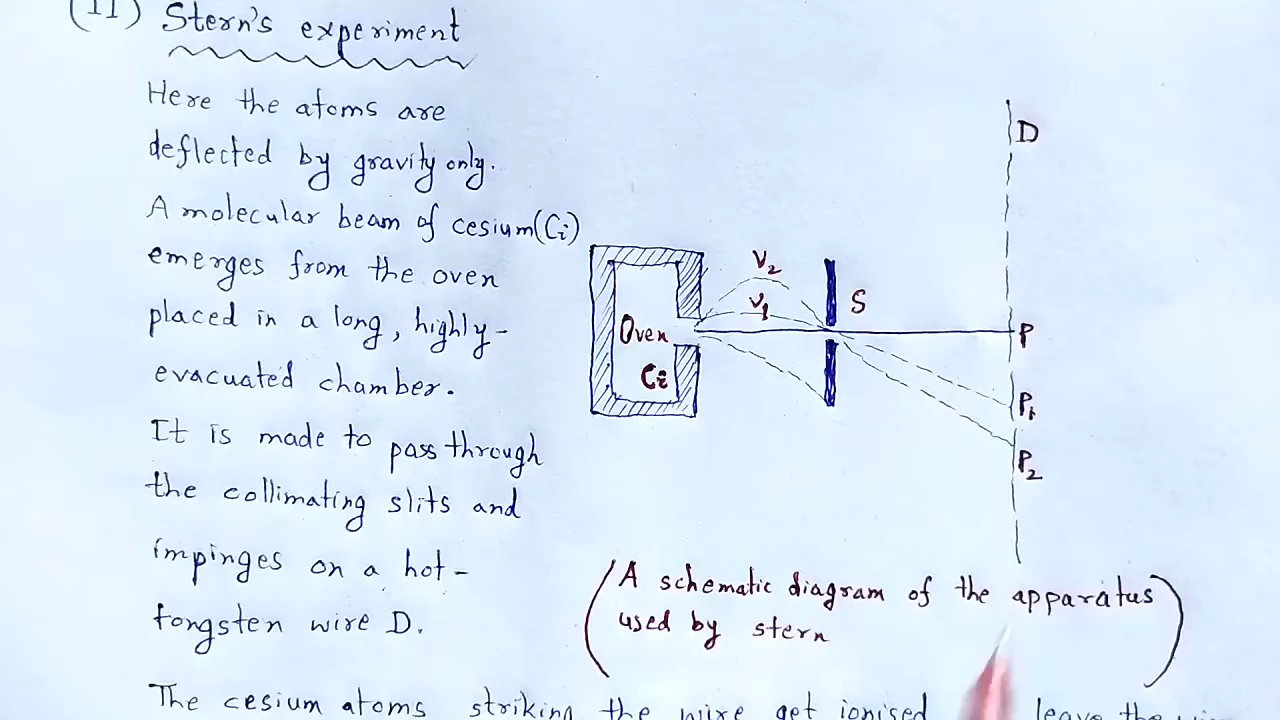 (II) Stern's experiment
Here the atoms are
deflected by gravity only.
A molecular beam of cesium(Ci)
emerges from the oven
placed in a long, highly-
evacuated chamber.
It is made to pass through
the collimating slits and
impinges on a hot-
tongsten wire D.
The cesium atoms striking the wire get ionised leave the
D
V2
V1
S
Oven
Ci
P
P1
P2
(A schematic diagram of the apparatus
used by stern)